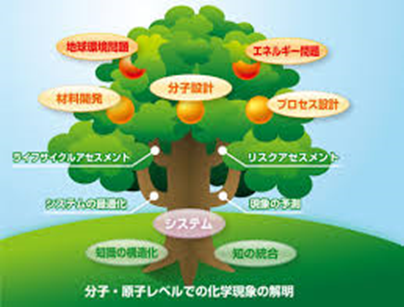 地球環境問題
エネルギー問題
材料開発
分子設計
プロセス設計
ライフサイクルアセスメント
リスクアセスメント
システムの最適化
現象の予測
システム
知識の構造化
知の統合
分子・原子レベルでの化学現象の解明